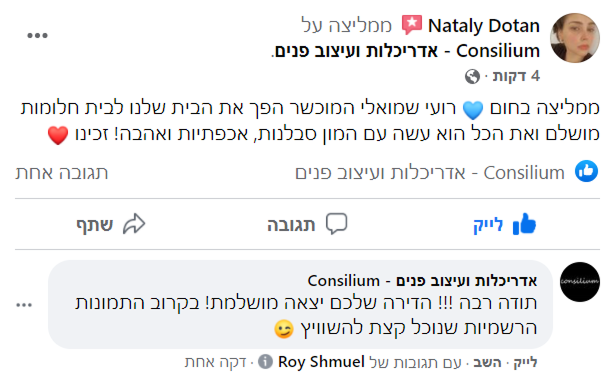 Nataly Dotan ממליצה על
Consilium - אדריכלות ועיצוב פנים.
4 דקות ·
ממליצה בחום 💙 רועי שמואלי המוכשר הפך את הבית שלנו לבית חלומות
מושלם ואת הכל הוא עשה עם המון סבלנות, אכפתיות ואהבה! זכינו ❤️
Consilium - אדריכלות ועיצוב פנים תגובה אחת
לייק תגובה שתף
consilium
אדריכלות ועיצוב פנים - Consilium
תודה רבה !!! הדירה שלכם יצאה מושלמת! בקרוב התמונות
הרשמיות שנוכל קצת להשוויץ 😉
לייק · השב · עם תגובות של Roy Shmuel · דקה אחת